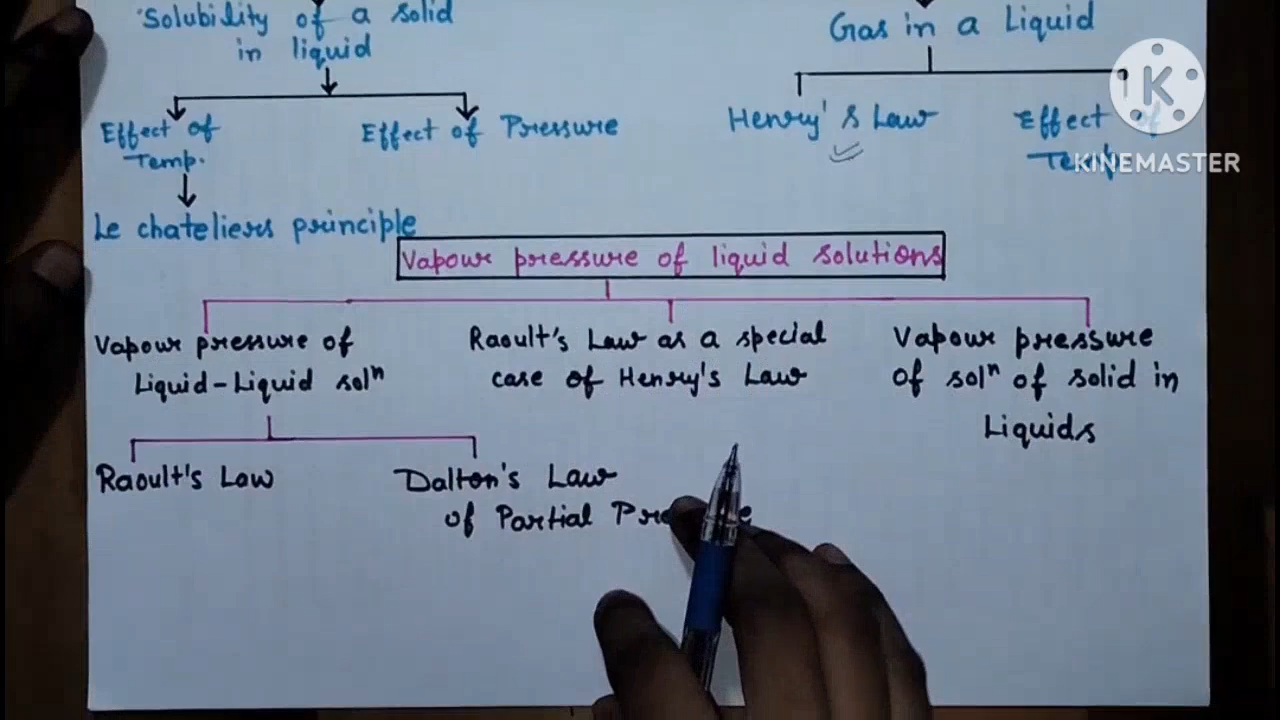 Solubility of a solid
in liquid
Gas in a Liquid
Effect of
Temp.
Effect of Pressure
Henry's Law
Effect of
Temp
KINEMASTER
Le chateliers principle
Vapour pressure of liquid solutions
Vapour pressure of
Liquid-Liquid solⁿ
Raoult's Law as a special
case of Henry's Law
Vapour pressure
of solⁿ of solid in
Liquids
Raoult's Law
Dalton's Law
of Partial